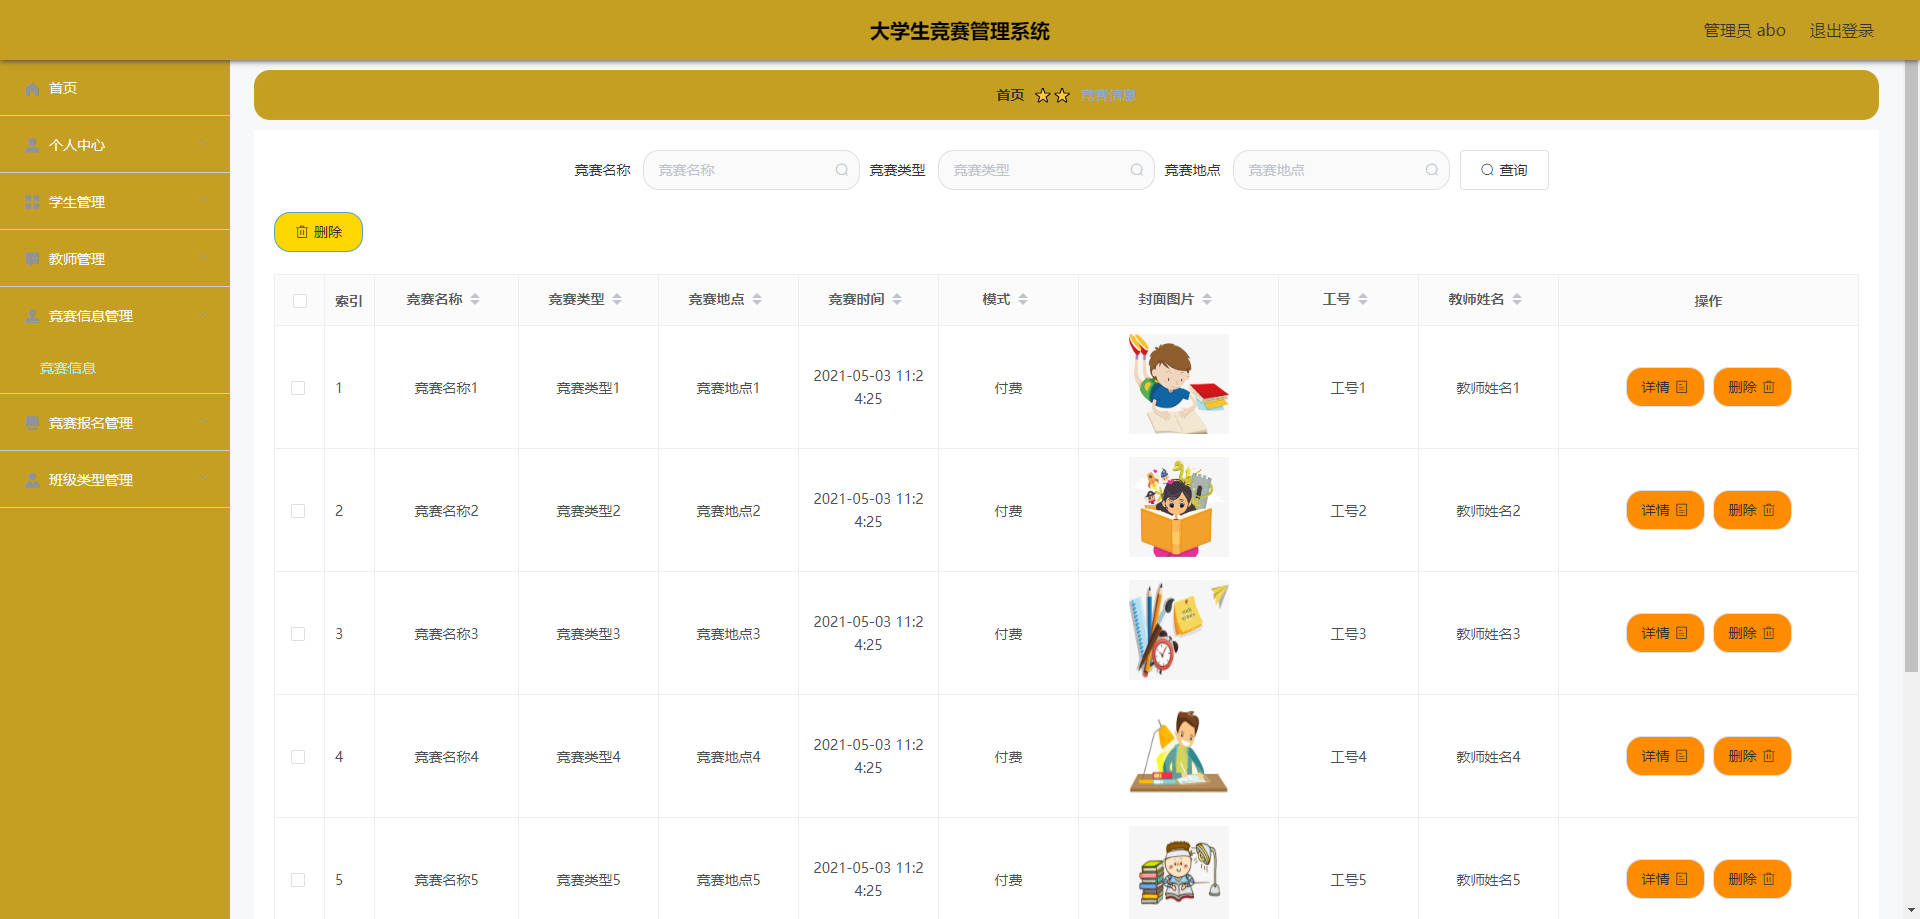 大学生竞赛管理系统
管理员 abo 退出登录
首页
个人中心
学生管理
教师管理
竞赛信息管理
竞赛信息
竞赛报名管理
班级类型管理
首页 竞赛信息
竞赛名称 竞赛名称 竞赛类型 竞赛类型 竞赛地点 竞赛地点 查询
删除
索引 竞赛名称 竞赛类型 竞赛地点 竞赛时间 模式 封面图片 工号 教师姓名 操作
1 竞赛名称1 竞赛类型1 竞赛地点1 2021-05-03 11:2 付费 工号1 教师姓名1 详情 删除
4:25
2 竞赛名称2 竞赛类型2 竞赛地点2 2021-05-03 11:2 付费 工号2 教师姓名2 详情 删除
4:25
3 竞赛名称3 竞赛类型3 竞赛地点3 2021-05-03 11:2 付费 工号3 教师姓名3 详情 删除
4:25
4 竞赛名称4 竞赛类型4 竞赛地点4 2021-05-03 11:2 付费 工号4 教师姓名4 详情 删除
4:25
5 竞赛名称5 竞赛类型5 竞赛地点5 2021-05-03 11:2 付费 工号5 教师姓名5 详情 删除
4:25